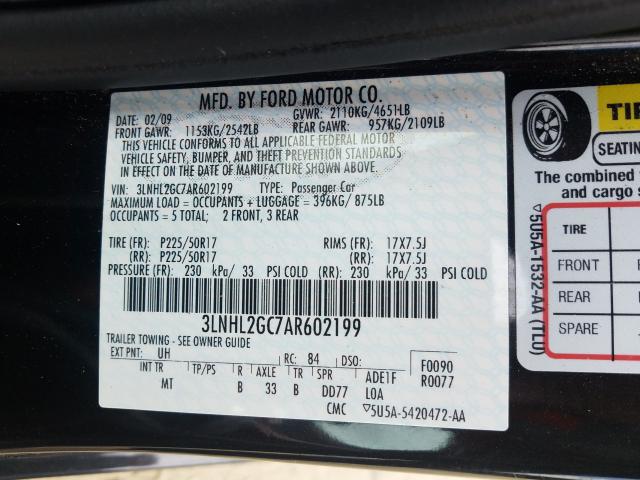 MFD. BY FORD MOTOR CO.
DATE: 02/09 GVWR: 2110KG/4651LB
FRONT GAWR: 1153KG/2542LB REAR GAWR: 957KG/2109LB
THIS VEHICLE CONFORMS TO ALL APPLICABLE FEDERAL MOTOR
VEHICLE SAFETY, BUMPER, AND THEFT PREVENTION STANDARDS
IN EFFECT ON THE DATE OF MANUFACTURE SHOWN ABOVE.
VIN: 3LNHL2GC7AR602199 TYPE: Passenger Car
MAXIMUM LOAD = OCCUPANTS + LUGGAGE = 396KG/ 875LB
OCCUPANTS = 5 TOTAL; 2 FRONT, 3 REAR
TIRE (FR): P225/50R17 RIMS (FR): 17X7.5J
(RR): P225/50R17 (RR): 17X7.5J
PRESSURE (FR): 230 kPa/ 33 PSI COLD (RR): 230 kPa/ 33 PSI COLD
3LNHL2GC7AR602199
TRAILER TOWING - SEE OWNER GUIDE
EXT PNT: UH RC: 84 DSO: F0090
INT TR TP/PS R AXLE TR SPR ADE1F R0077
MT B 33 B DD77 LOA
CMC ▽5U5A-5420472-AA
TIR
SEATING
The combined
and cargo s
TIRE
FRONT
REAR
SPARE
▽5U5A-1532-AA (TLU)